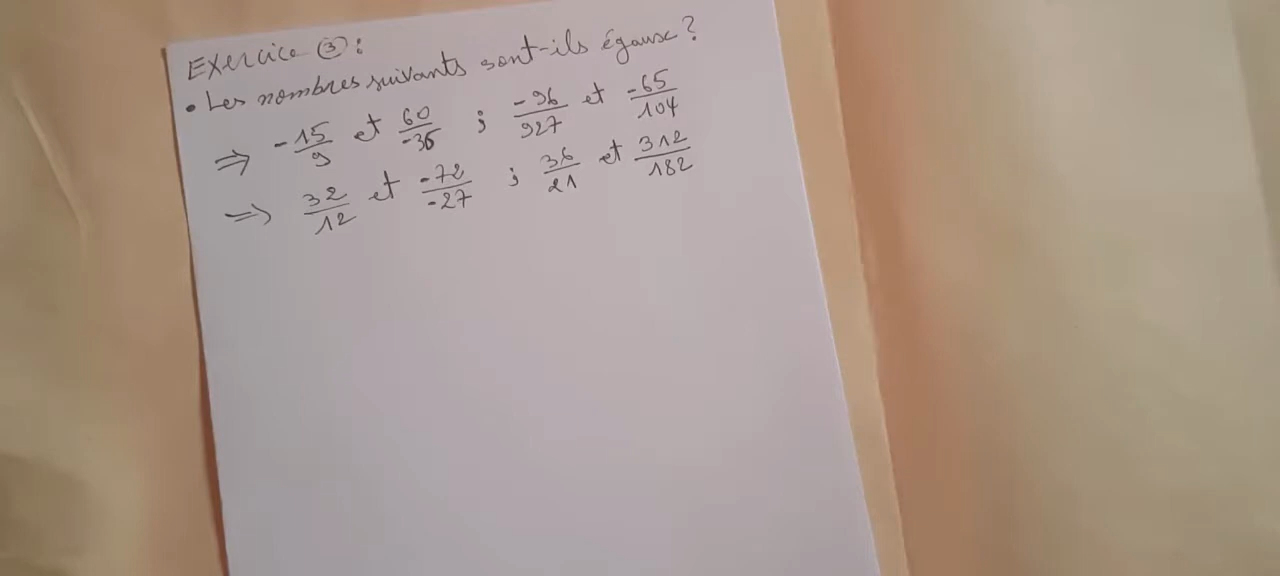 Exercice ③ :
• Les nombres suivants sont-ils égaux ?
⇒ -15/9 et 60/-36 ; -96/927 et -65/104
⇒ 32/12 et -72/-27 ; 36/21 et 312/182